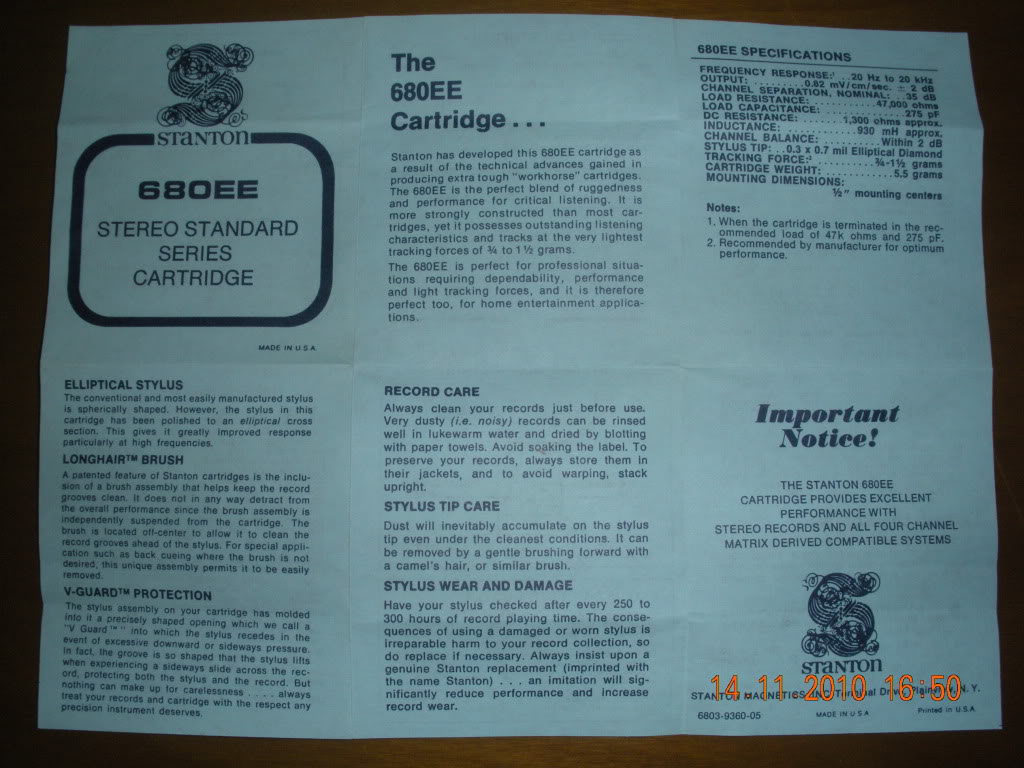 STANTON
680EE
STEREO STANDARD
SERIES
CARTRIDGE
MADE IN U.S.A.
The
680EE
Cartridge . . .
Stanton has developed this 680EE cartridge as
a result of the technical advances gained in
producing extra tough "workhorse" cartridges.
The 680EE is the perfect blend of ruggedness
and performance for critical listening. It is
more strongly constructed than most car-
tridges, yet it possesses outstanding listening
characteristics and tracks at the very lightest
tracking forces of ¾ to 1½ grams.
The 680EE is perfect for professional situa-
tions requiring dependability, performance
and light tracking forces, and it is therefore
perfect too, for home entertainment applica-
tions.
680EE SPECIFICATIONS
FREQUENCY RESPONSE:¹ ..20 Hz to 20 kHz
OUTPUT: .........0.82 mV/cm/sec. ± 2 dB
CHANNEL SEPARATION, NOMINAL: ..35 dB
LOAD RESISTANCE: ...........47,000 ohms
LOAD CAPACITANCE: .............275 pF
DC RESISTANCE: .......1,300 ohms approx.
INDUCTANCE: ............930 mH approx.
CHANNEL BALANCE: .........Within 2 dB
STYLUS TIP: ..0.3 x 0.7 mil Elliptical Diamond
TRACKING FORCE:² .........¾-1½ grams
CARTRIDGE WEIGHT: ..........5.5 grams
MOUNTING DIMENSIONS:
½" mounting centers
Notes:
1. When the cartridge is terminated in the rec-
ommended load of 47k ohms and 275 pF.
2. Recommended by manufacturer for optimum
performance.
ELLIPTICAL STYLUS
The conventional and most easily manufactured stylus
is spherically shaped. However, the stylus in this
cartridge has been polished to an elliptical cross
section. This gives it greatly improved response
particularly at high frequencies.
LONGHAIR™ BRUSH
A patented feature of Stanton cartridges is the inclu-
sion of a brush assembly that helps keep the record
grooves clean. It does not in any way detract from
the overall performance since the brush assembly is
independently suspended from the cartridge. The
brush is located off-center to allow it to clean the
record grooves ahead of the stylus. For special appli-
cation such as back cueing where the brush is not
desired, this unique assembly permits it to be easily
removed.
V-GUARD™ PROTECTION
The stylus assembly on your cartridge has molded
into it a precisely shaped opening which we call a
"V Guard™" into which the stylus recedes in the
event of excessive downward or sideways pressure.
In fact, the groove is so shaped that the stylus lifts
when experiencing a sideways slide across the rec-
ord, protecting both the stylus and the record. But
nothing can make up for carelessness . . . . always
treat your records and cartridge with the respect any
precision instrument deserves.
RECORD CARE
Always clean your records just before use.
Very dusty (i.e. noisy) records can be rinsed
well in lukewarm water and dried by blotting
with paper towels. Avoid soaking the label. To
preserve your records, always store them in
their jackets, and to avoid warping, stack
upright.
STYLUS TIP CARE
Dust will inevitably accumulate on the stylus
tip even under the cleanest conditions. It can
be removed by a gentle brushing forward with
a camel's hair, or similar brush.
STYLUS WEAR AND DAMAGE
Have your stylus checked after every 250 to
300 hours of record playing time. The conse-
quences of using a damaged or worn stylus is
irreparable harm to your record collection, so
do replace if necessary. Always insist upon a
genuine Stanton replacement (imprinted with
the name Stanton) . . . an imitation will sig-
nificantly reduce performance and increase
record wear.
Important
Notice!
THE STANTON 680EE
CARTRIDGE PROVIDES EXCELLENT
PERFORMANCE WITH
STEREO RECORDS AND ALL FOUR CHANNEL
MATRIX DERIVED COMPATIBLE SYSTEMS
STANTON
STANTON MAGNETICS, INC. Terminal Drive, Plainview, N.Y.
14.11.2010 16:50
6803-9360-05
MADE IN U.S.A.
Printed in U.S.A.